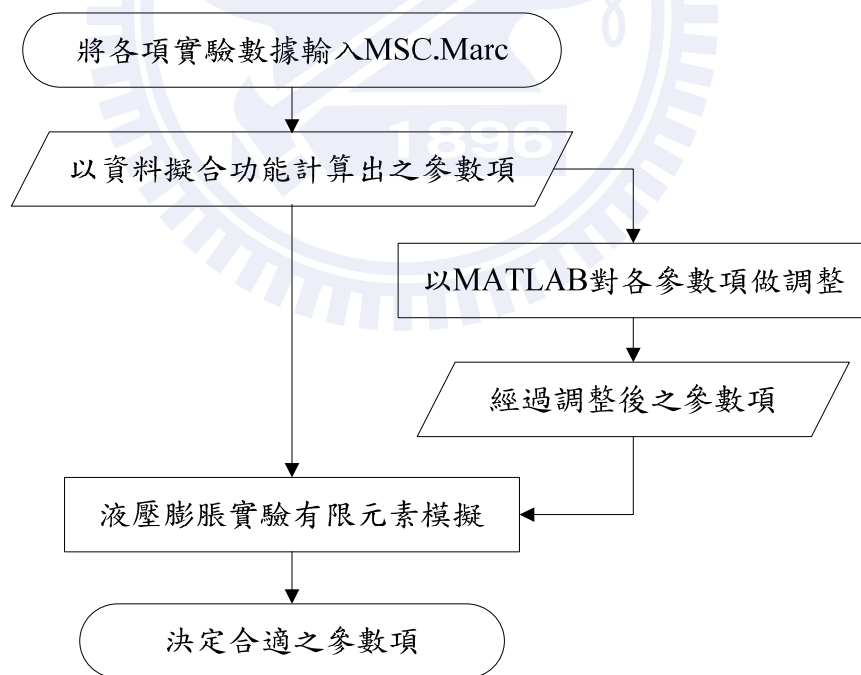 將各項實驗數據輸入MSC.Marc
1896
以資料擬合功能計算出之參數項
以MATLAB對各參數項做調整
經過調整後之參數項
液壓膨脹實驗有限元素模擬
決定合適之參數項